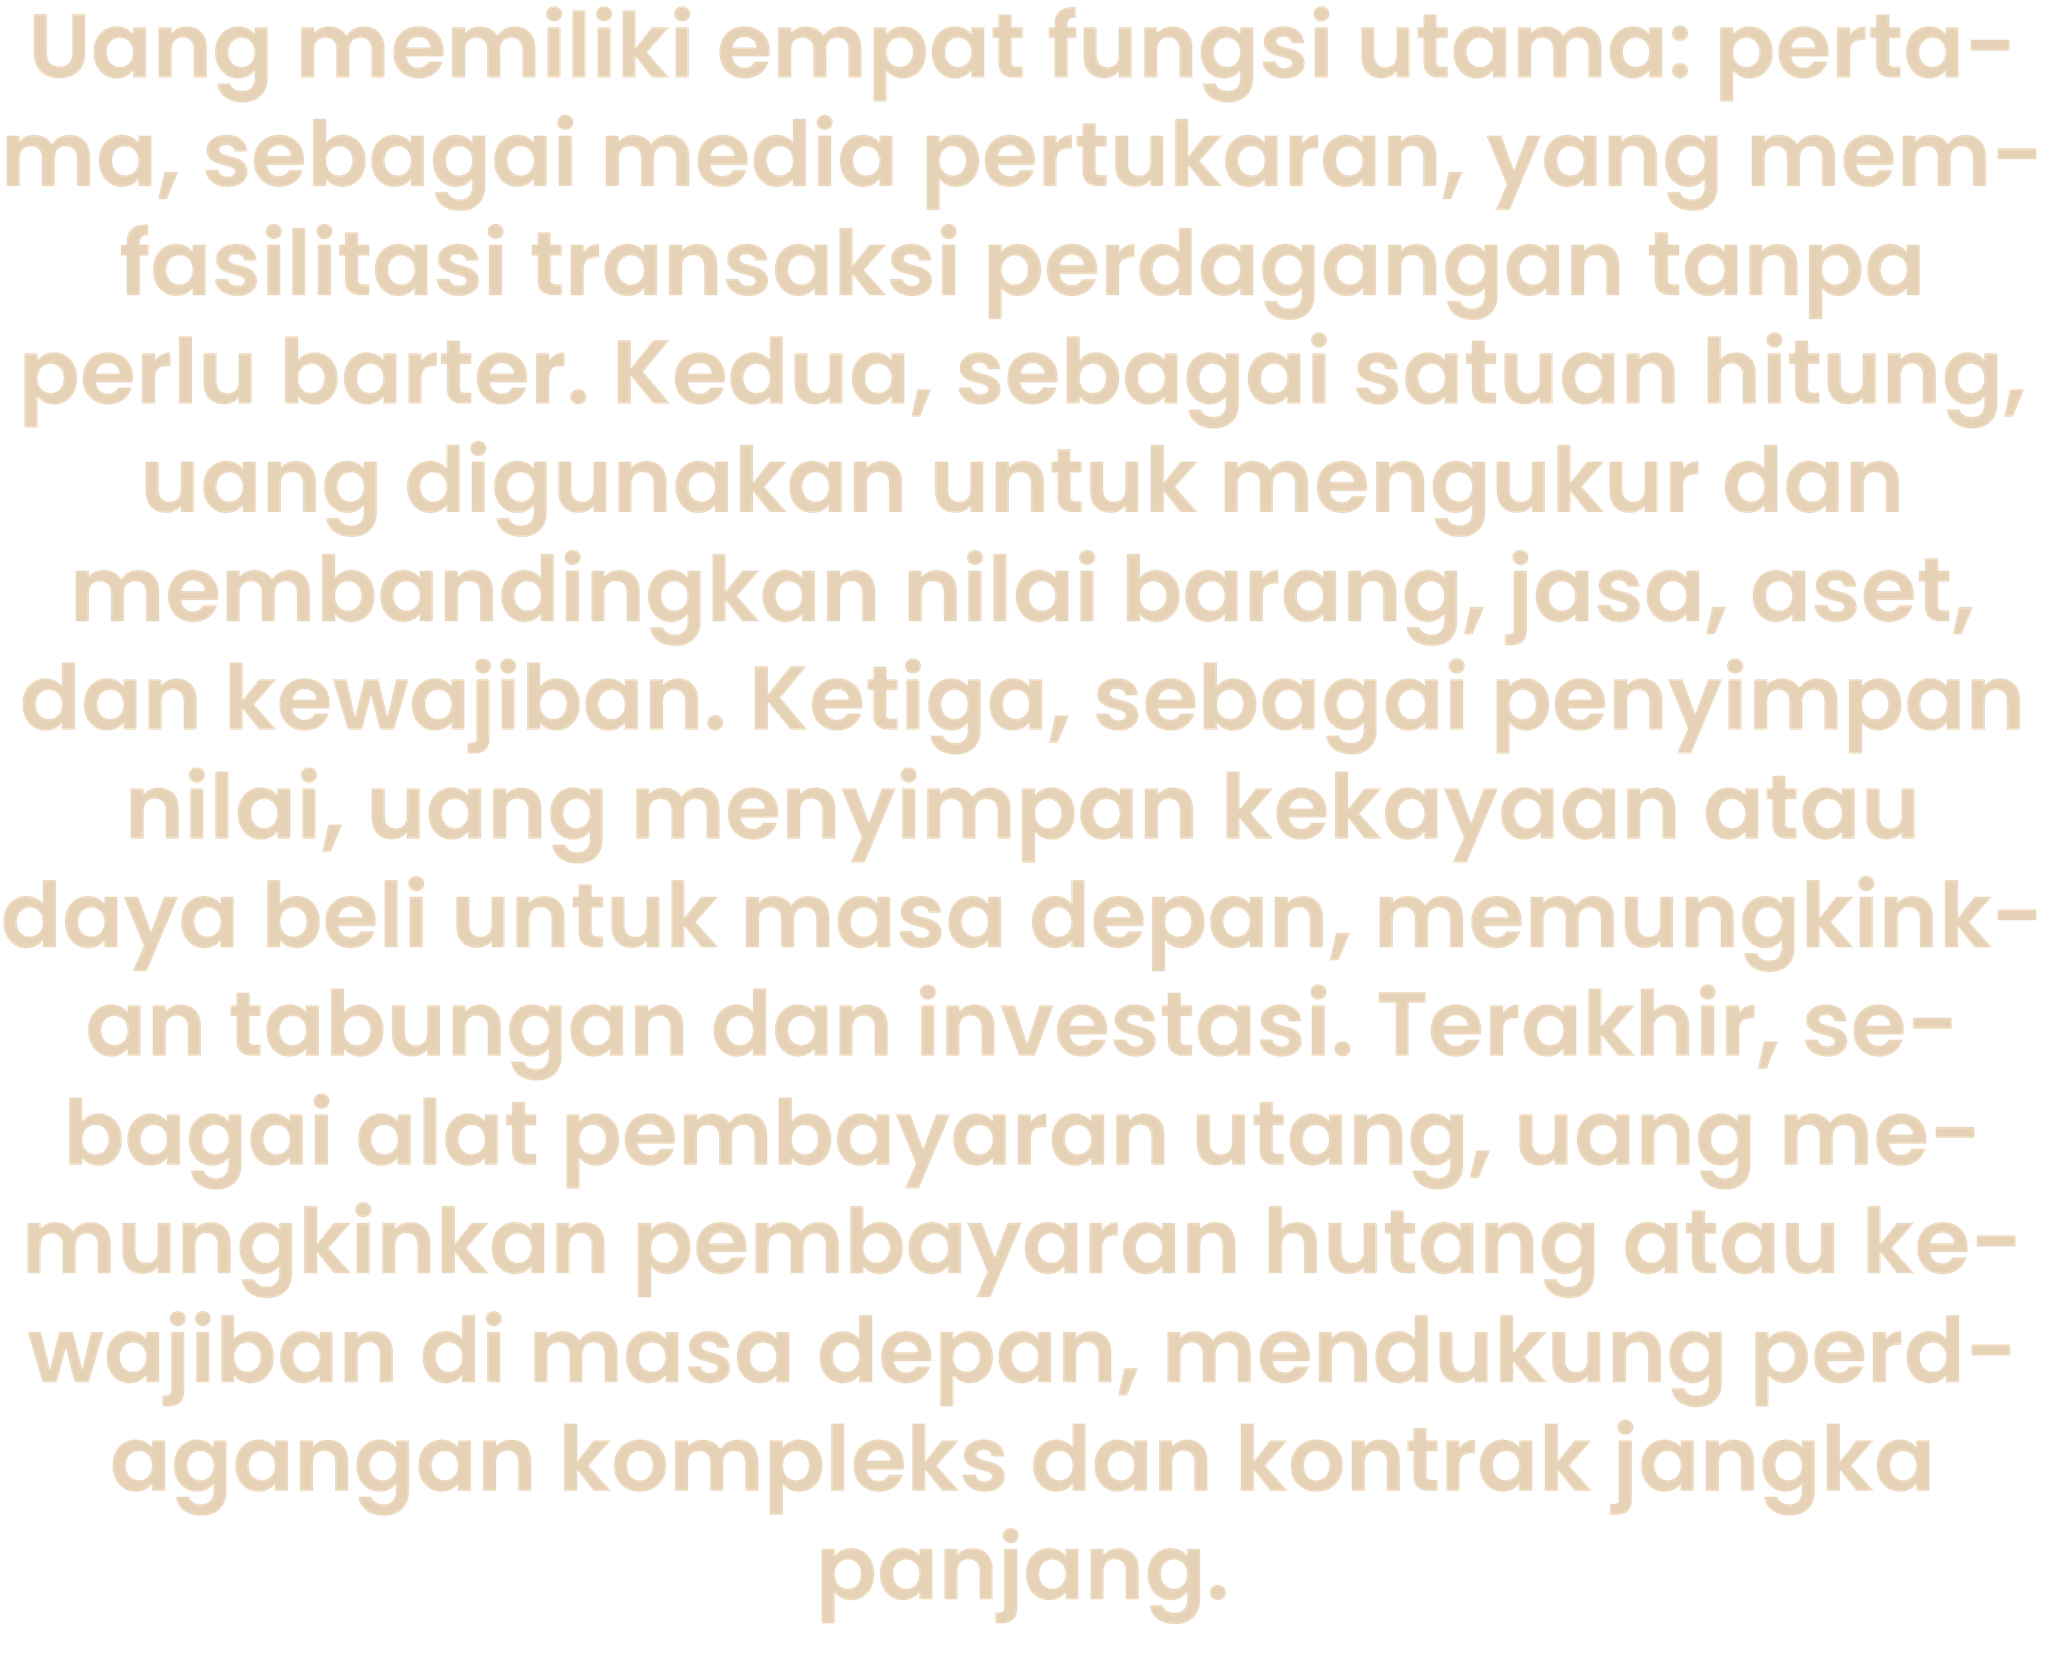 Uang memiliki empat fungsi utama: perta-
ma, sebagai media pertukaran, yang mem-
fasilitasi transaksi perdagangan tanpa
perlu barter. Kedua, sebagai satuan hitung,
uang digunakan untuk mengukur dan
membandingkan nilai barang, jasa, aset,
dan kewajiban. Ketiga, sebagai penyimpan
nilai, uang menyimpan kekayaan atau
daya beli untuk masa depan, memungkink-
an tabungan dan investasi. Terakhir, se-
bagai alat pembayaran utang, uang me-
mungkinkan pembayaran hutang atau ke-
wajiban di masa depan, mendukung perd-
agangan kompleks dan kontrak jangka
panjang.